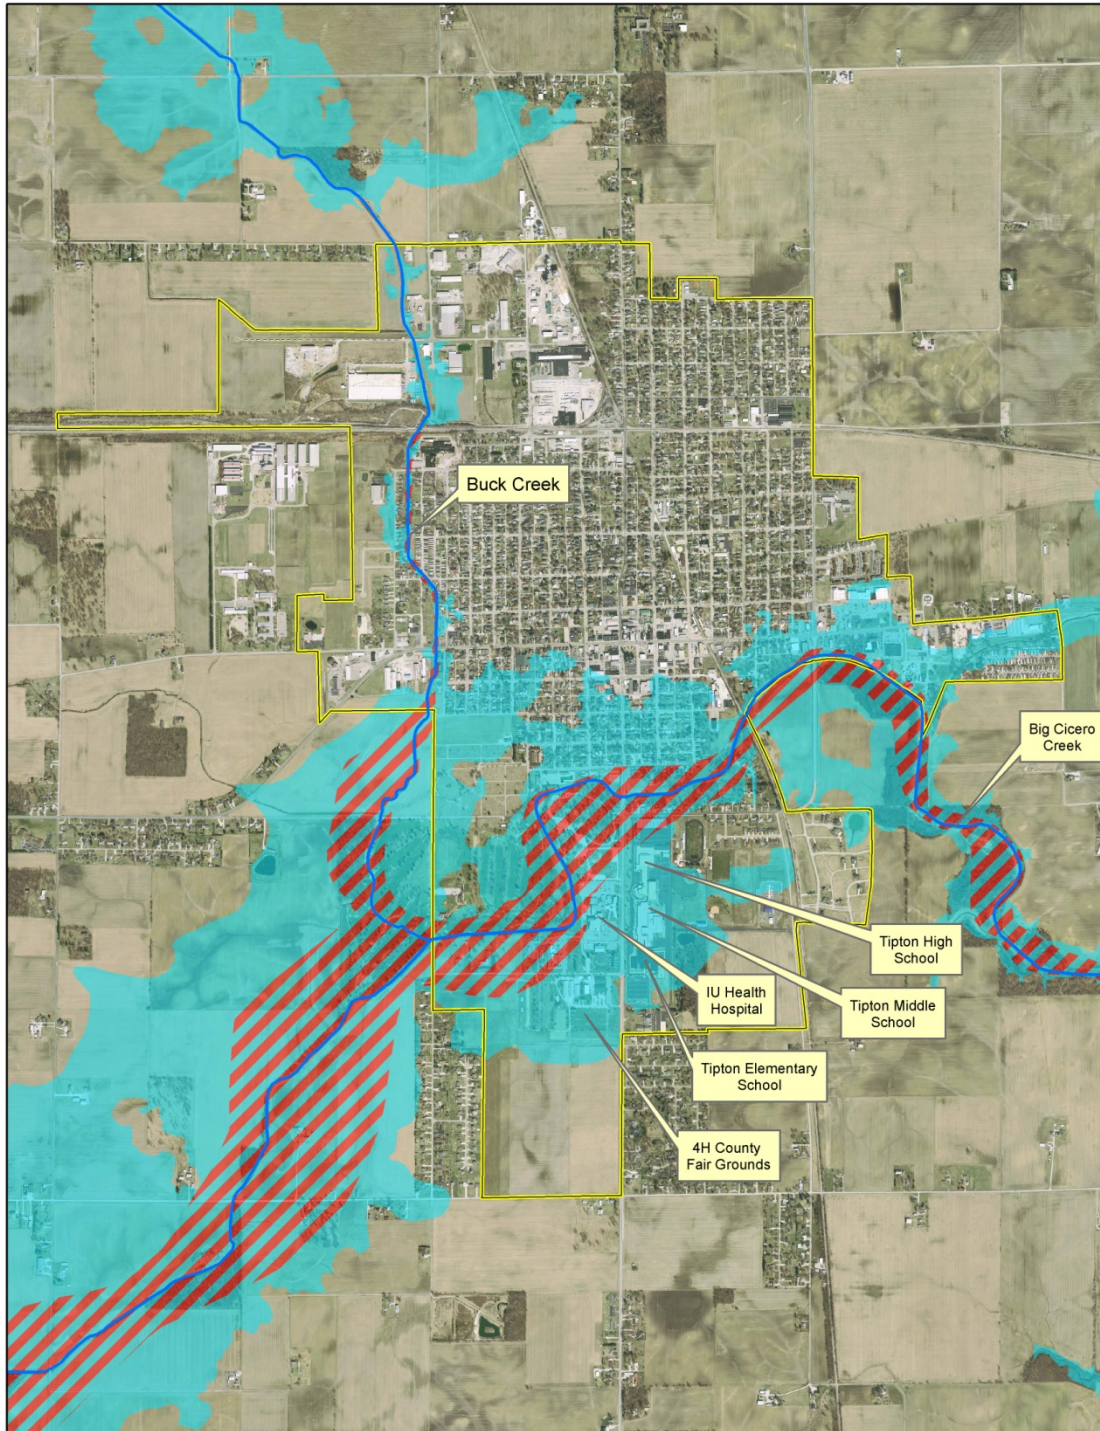 Buck Creek
Big Cicero
Creek
Tipton High
School
IU Health
Hospital
Tipton Middle
School
Tipton Elementary
School
4H County
Fair Grounds